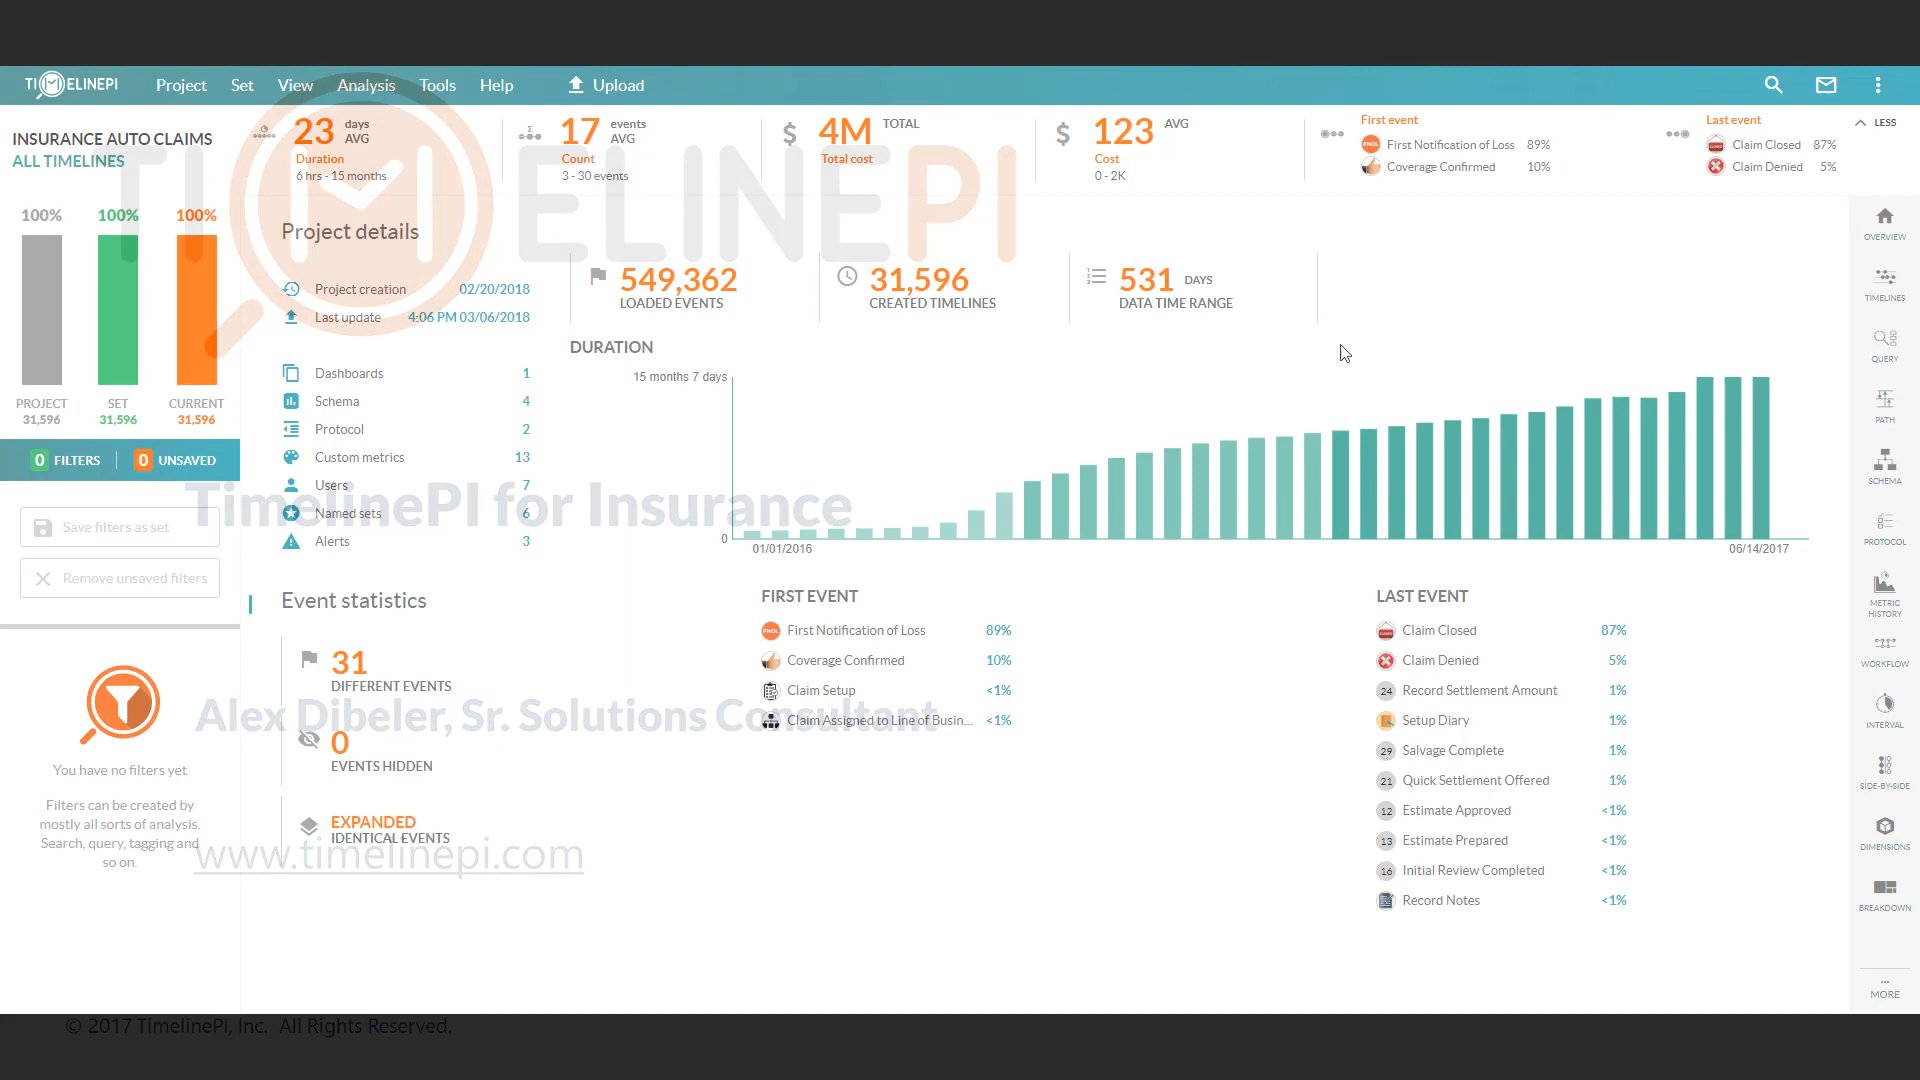 TIMELINEPI Project Set View Analysis Tools Help Upload
INSURANCE AUTO CLAIMS
ALL TIMELINES
23 days AVG
Duration
6 hrs - 15 months
17 events AVG
Count
3 - 30 events
$ 4M TOTAL
Total cost
$ 123 AVG
Cost
0 - 2K
First event
First Notification of Loss 89%
Coverage Confirmed 10%
Last event
Claim Closed 87%
Claim Denied 5%
LESS
TIMELINEPI
100% 100% 100%
PROJECT SET CURRENT
31,596 31,596 31,596
0 FILTERS 0 UNSAVED
Save filters as set
Remove unsaved filters
You have no filters yet
Filters can be created by
mostly all sorts of analysis.
Search, query, tagging and
so on.
Project details
Project creation 02/20/2018
Last update 4:06 PM 03/06/2018
Dashboards 1
Schema 4
Protocol 2
Custom metrics 13
Users 7
Named sets 6
Alerts 3
549,362
LOADED EVENTS
31,596
CREATED TIMELINES
531 DAYS
DATA TIME RANGE
DURATION
15 months 7 days
0
01/01/2016 06/14/2017
TimelinePI for Insurance
Event statistics
31
DIFFERENT EVENTS
0
EVENTS HIDDEN
EXPANDED
IDENTICAL EVENTS
Alex Dibeler, Sr. Solutions Consultant
www.timelinepi.com
FIRST EVENT
FNOL First Notification of Loss 89%
Coverage Confirmed 10%
Claim Setup <1%
Claim Assigned to Line of Busin... <1%
LAST EVENT
Claim Closed 87%
Claim Denied 5%
24 Record Settlement Amount 1%
Setup Diary 1%
29 Salvage Complete 1%
21 Quick Settlement Offered 1%
12 Estimate Approved <1%
13 Estimate Prepared <1%
16 Initial Review Completed <1%
Record Notes <1%
OVERVIEW
TIMELINES
QUERY
PATH
SCHEMA
PROTOCOL
METRIC
HISTORY
WORKFLOW
INTERVAL
SIDE-BY-SIDE
DIMENSIONS
BREAKDOWN
MORE
© 2017 TimelinePI, Inc. All Rights Reserved.